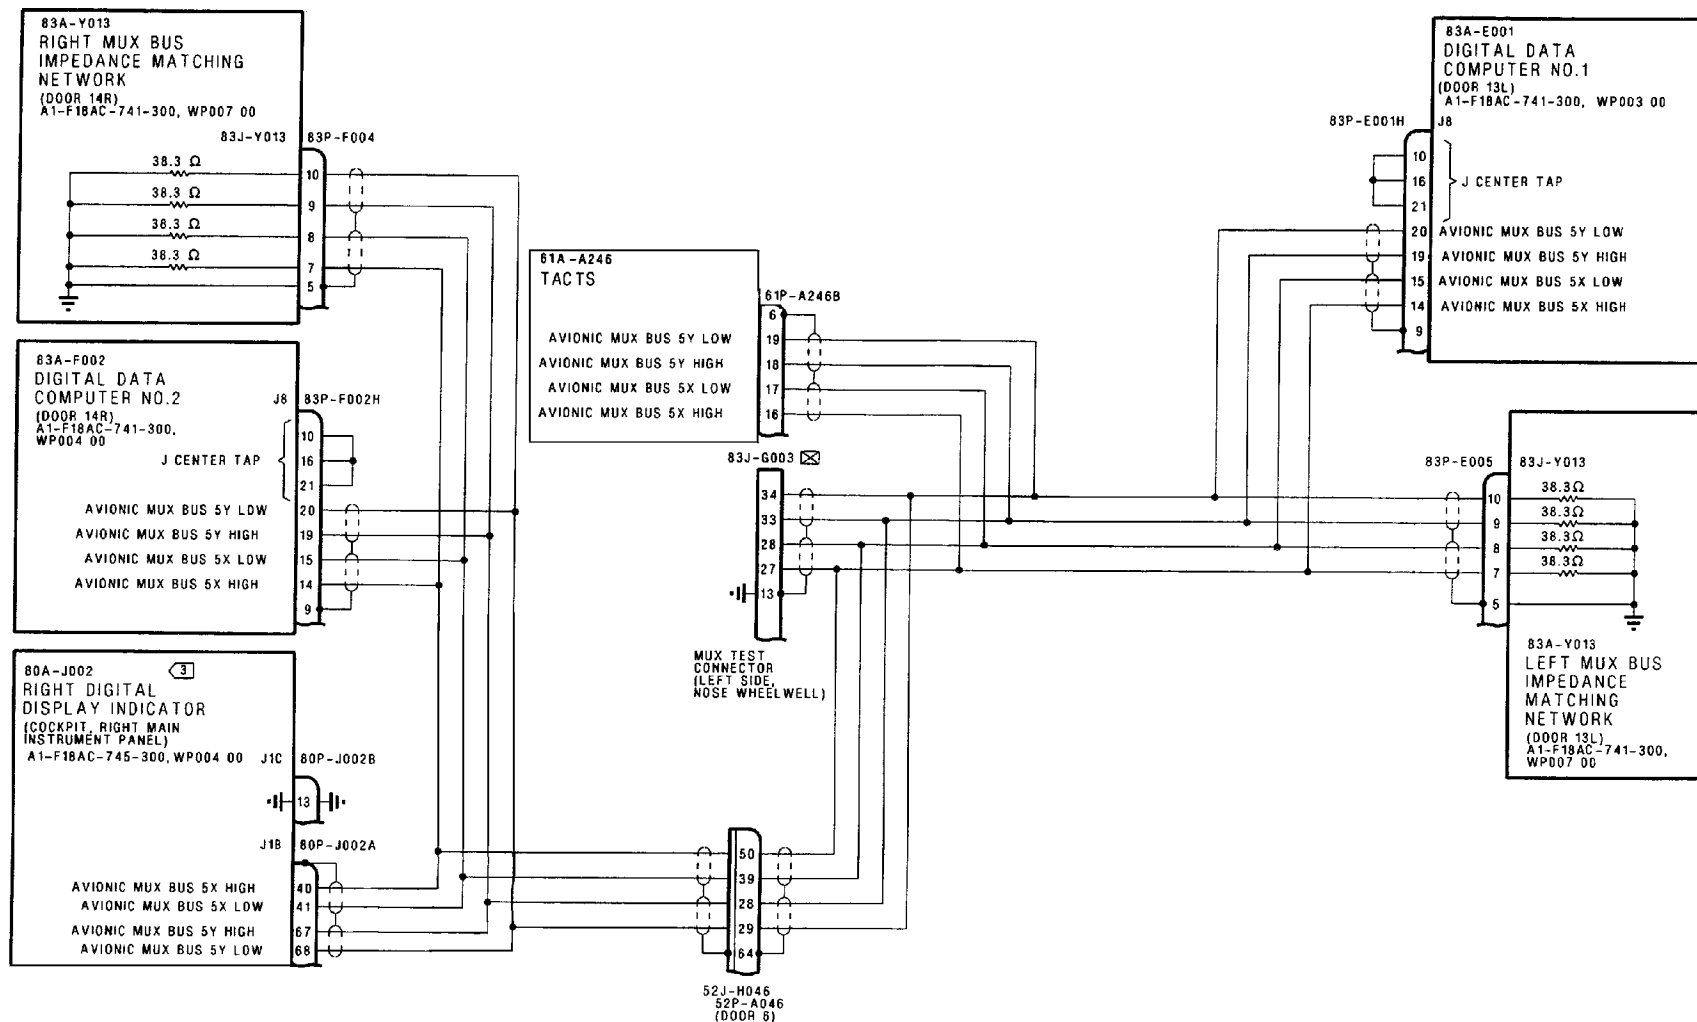 83A-Y013
RIGHT MUX BUS
IMPEDANCE MATCHING
NETWORK
(DOOR 14R)
A1-F18AC-741-300, WP007 00
83J-Y013 83P-F004
38.3 Ω 10
38.3 Ω 9
38.3 Ω 8
38.3 Ω 7
5
83A-F002
DIGITAL DATA
COMPUTER NO.2
(DOOR 14R)
A1-F18AC-741-300,
WP004 00
J8 83P-F002H
10
J CENTER TAP 16
21
AVIONIC MUX BUS 5Y LOW 20
AVIONIC MUX BUS 5Y HIGH 19
AVIONIC MUX BUS 5X LOW 15
AVIONIC MUX BUS 5X HIGH 14
9
80A-J002 3
RIGHT DIGITAL
DISPLAY INDICATOR
(COCKPIT, RIGHT MAIN
INSTRUMENT PANEL)
A1-F18AC-745-300, WP004 00
J1C 80P-J002B
13
J1B 80P-J002A
AVIONIC MUX BUS 5X HIGH 40
AVIONIC MUX BUS 5X LOW 41
AVIONIC MUX BUS 5Y HIGH 67
AVIONIC MUX BUS 5Y LOW 68
61A-A246
TACTS
61P-A246B
6
AVIONIC MUX BUS 5Y LOW 19
AVIONIC MUX BUS 5Y HIGH 18
AVIONIC MUX BUS 5X LOW 17
AVIONIC MUX BUS 5X HIGH 16
83J-G003
34
33
28
27
13
MUX TEST
CONNECTOR
(LEFT SIDE,
NOSE WHEELWELL)
50
39
28
29
64
52J-H046
52P-A046
(DOOR 6)
83A-E001
DIGITAL DATA
COMPUTER NO.1
(DOOR 13L)
A1-F18AC-741-300, WP003 00
83P-E001H J8
10
16 J CENTER TAP
21
20 AVIONIC MUX BUS 5Y LOW
19 AVIONIC MUX BUS 5Y HIGH
15 AVIONIC MUX BUS 5X LOW
14 AVIONIC MUX BUS 5X HIGH
9
83P-E005 83J-Y013
10 38.3Ω
9 38.3Ω
8 38.3Ω
7 38.3Ω
5
83A-Y013
LEFT MUX BUS
IMPEDANCE
MATCHING
NETWORK
(DOOR 13L)
A1-F18AC-741-300,
WP007 00